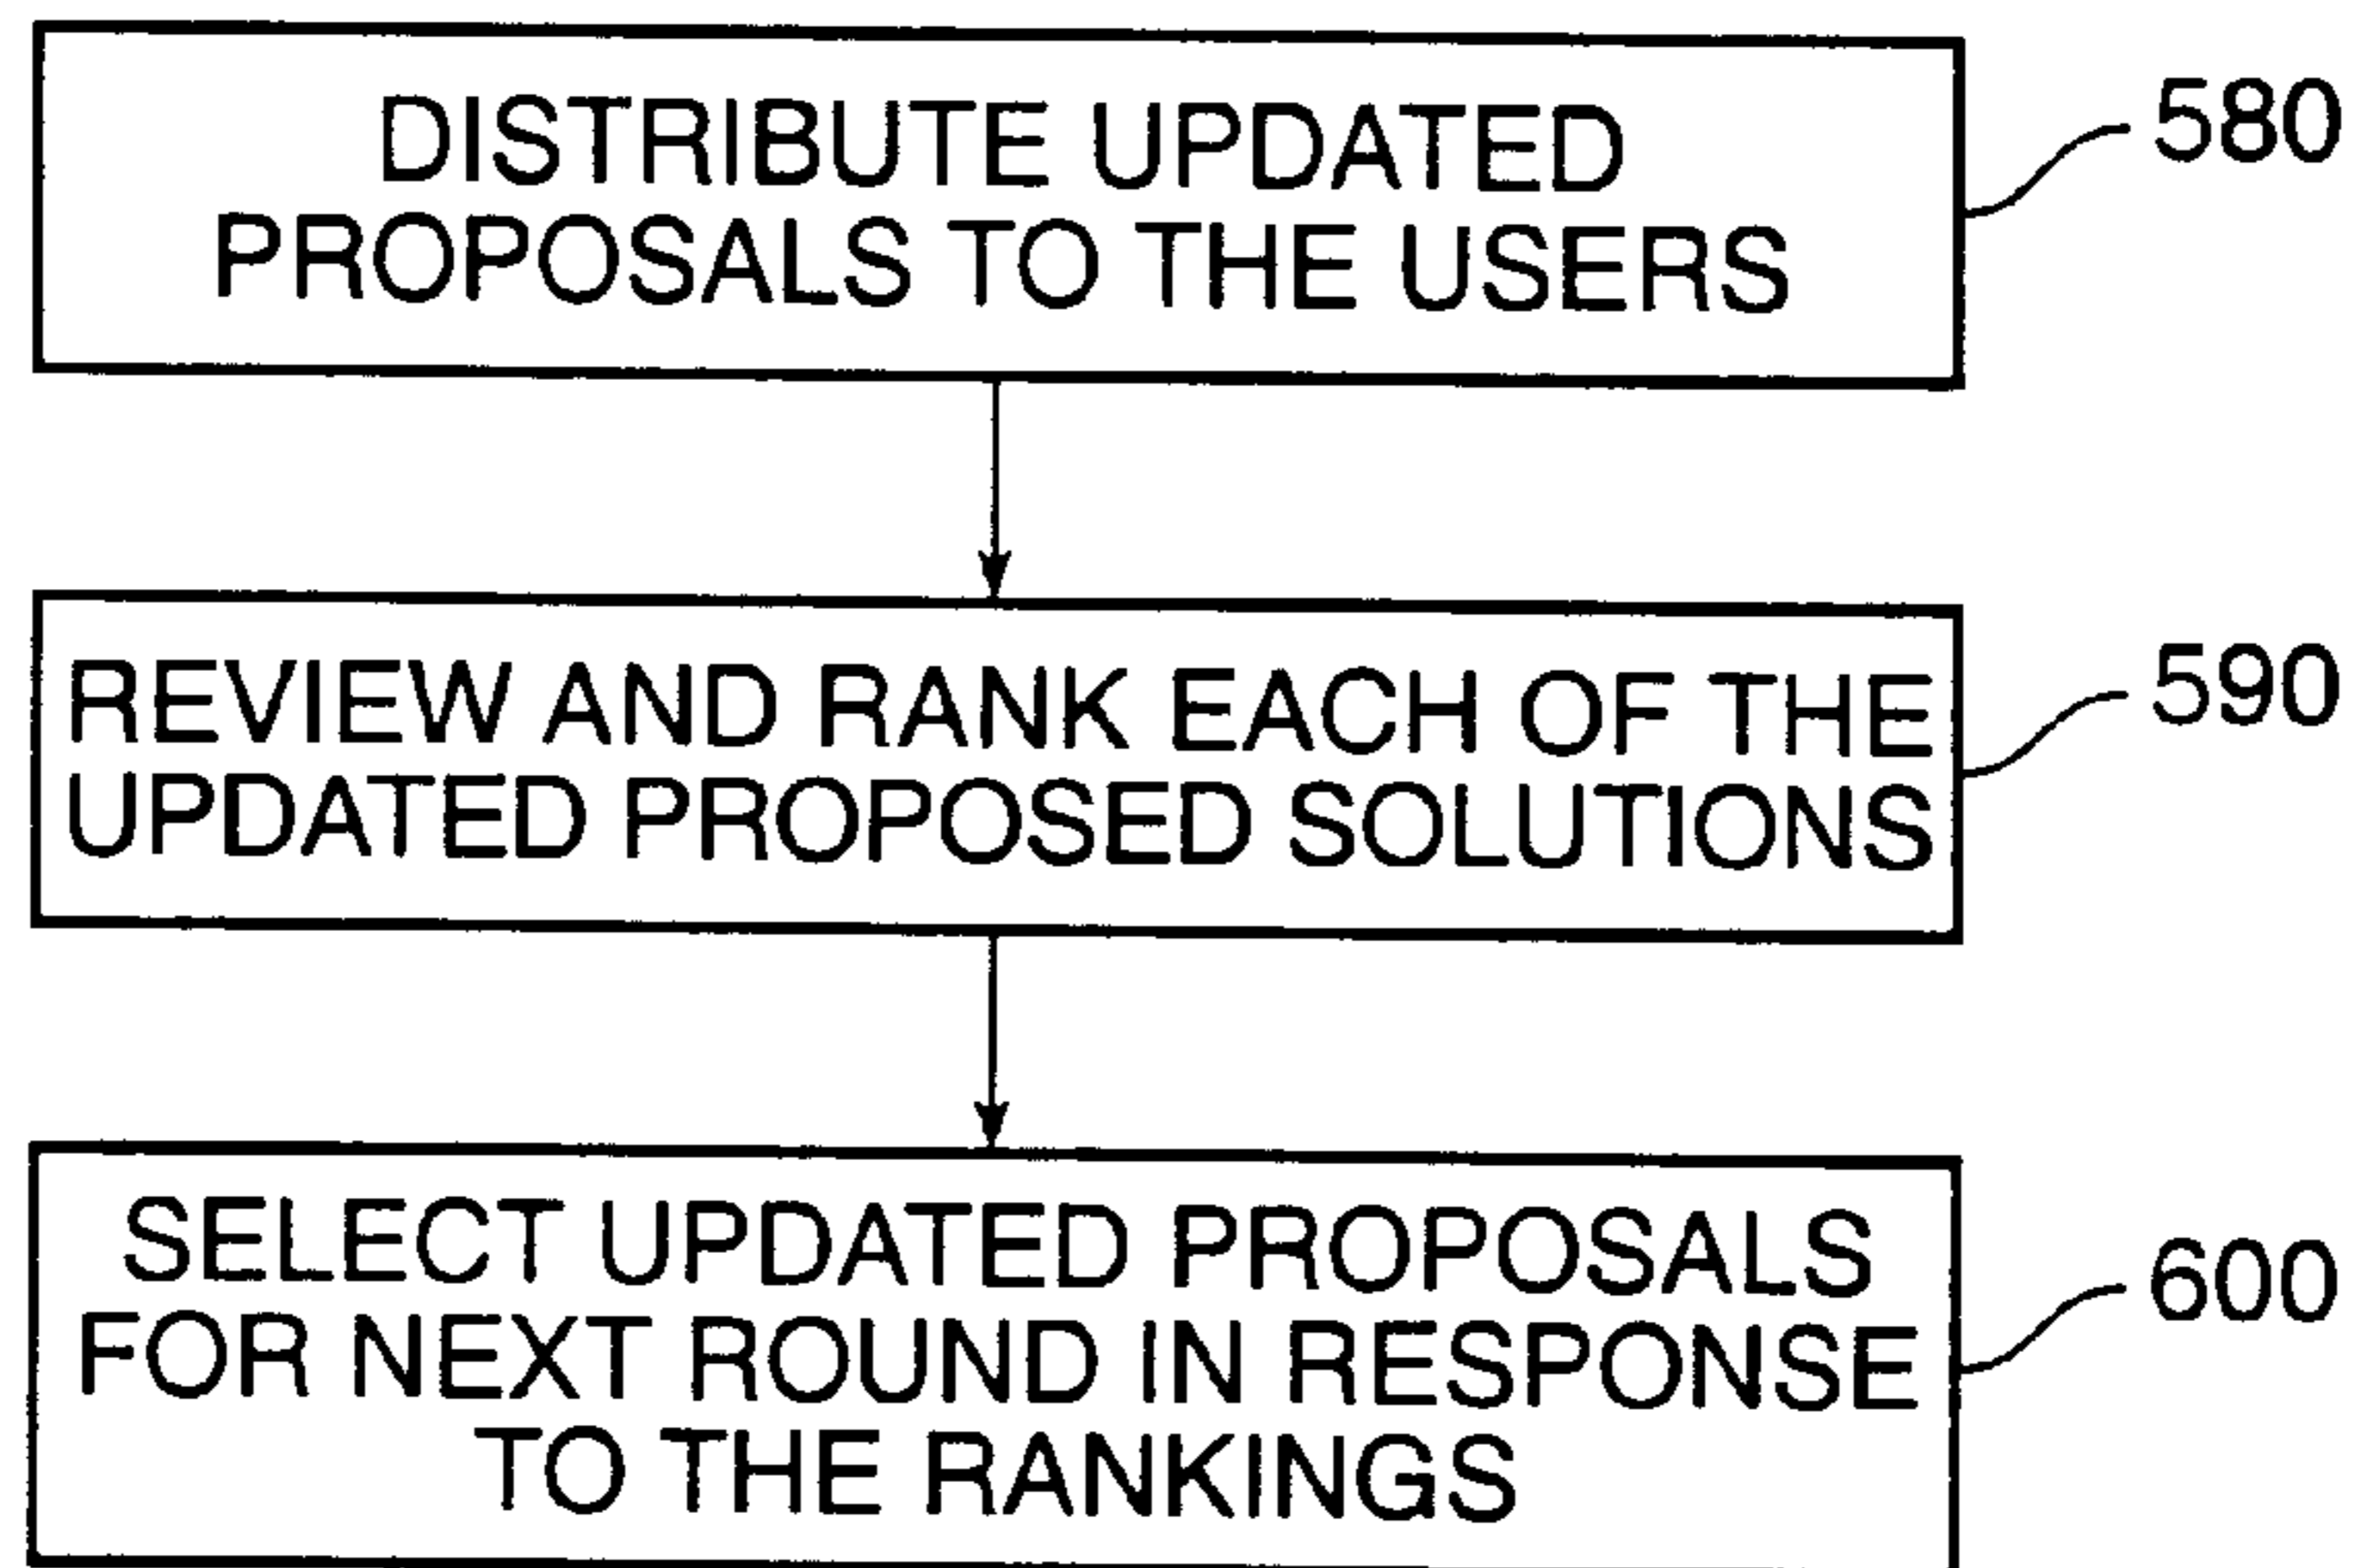 DISTRIBUTE UPDATED
PROPOSALS TO THE USERS
580
REVIEW AND RANK EACH OF THE
UPDATED PROPOSED SOLUTIONS
590
SELECT UPDATED PROPOSALS
FOR NEXT ROUND IN RESPONSE
TO THE RANKINGS
600